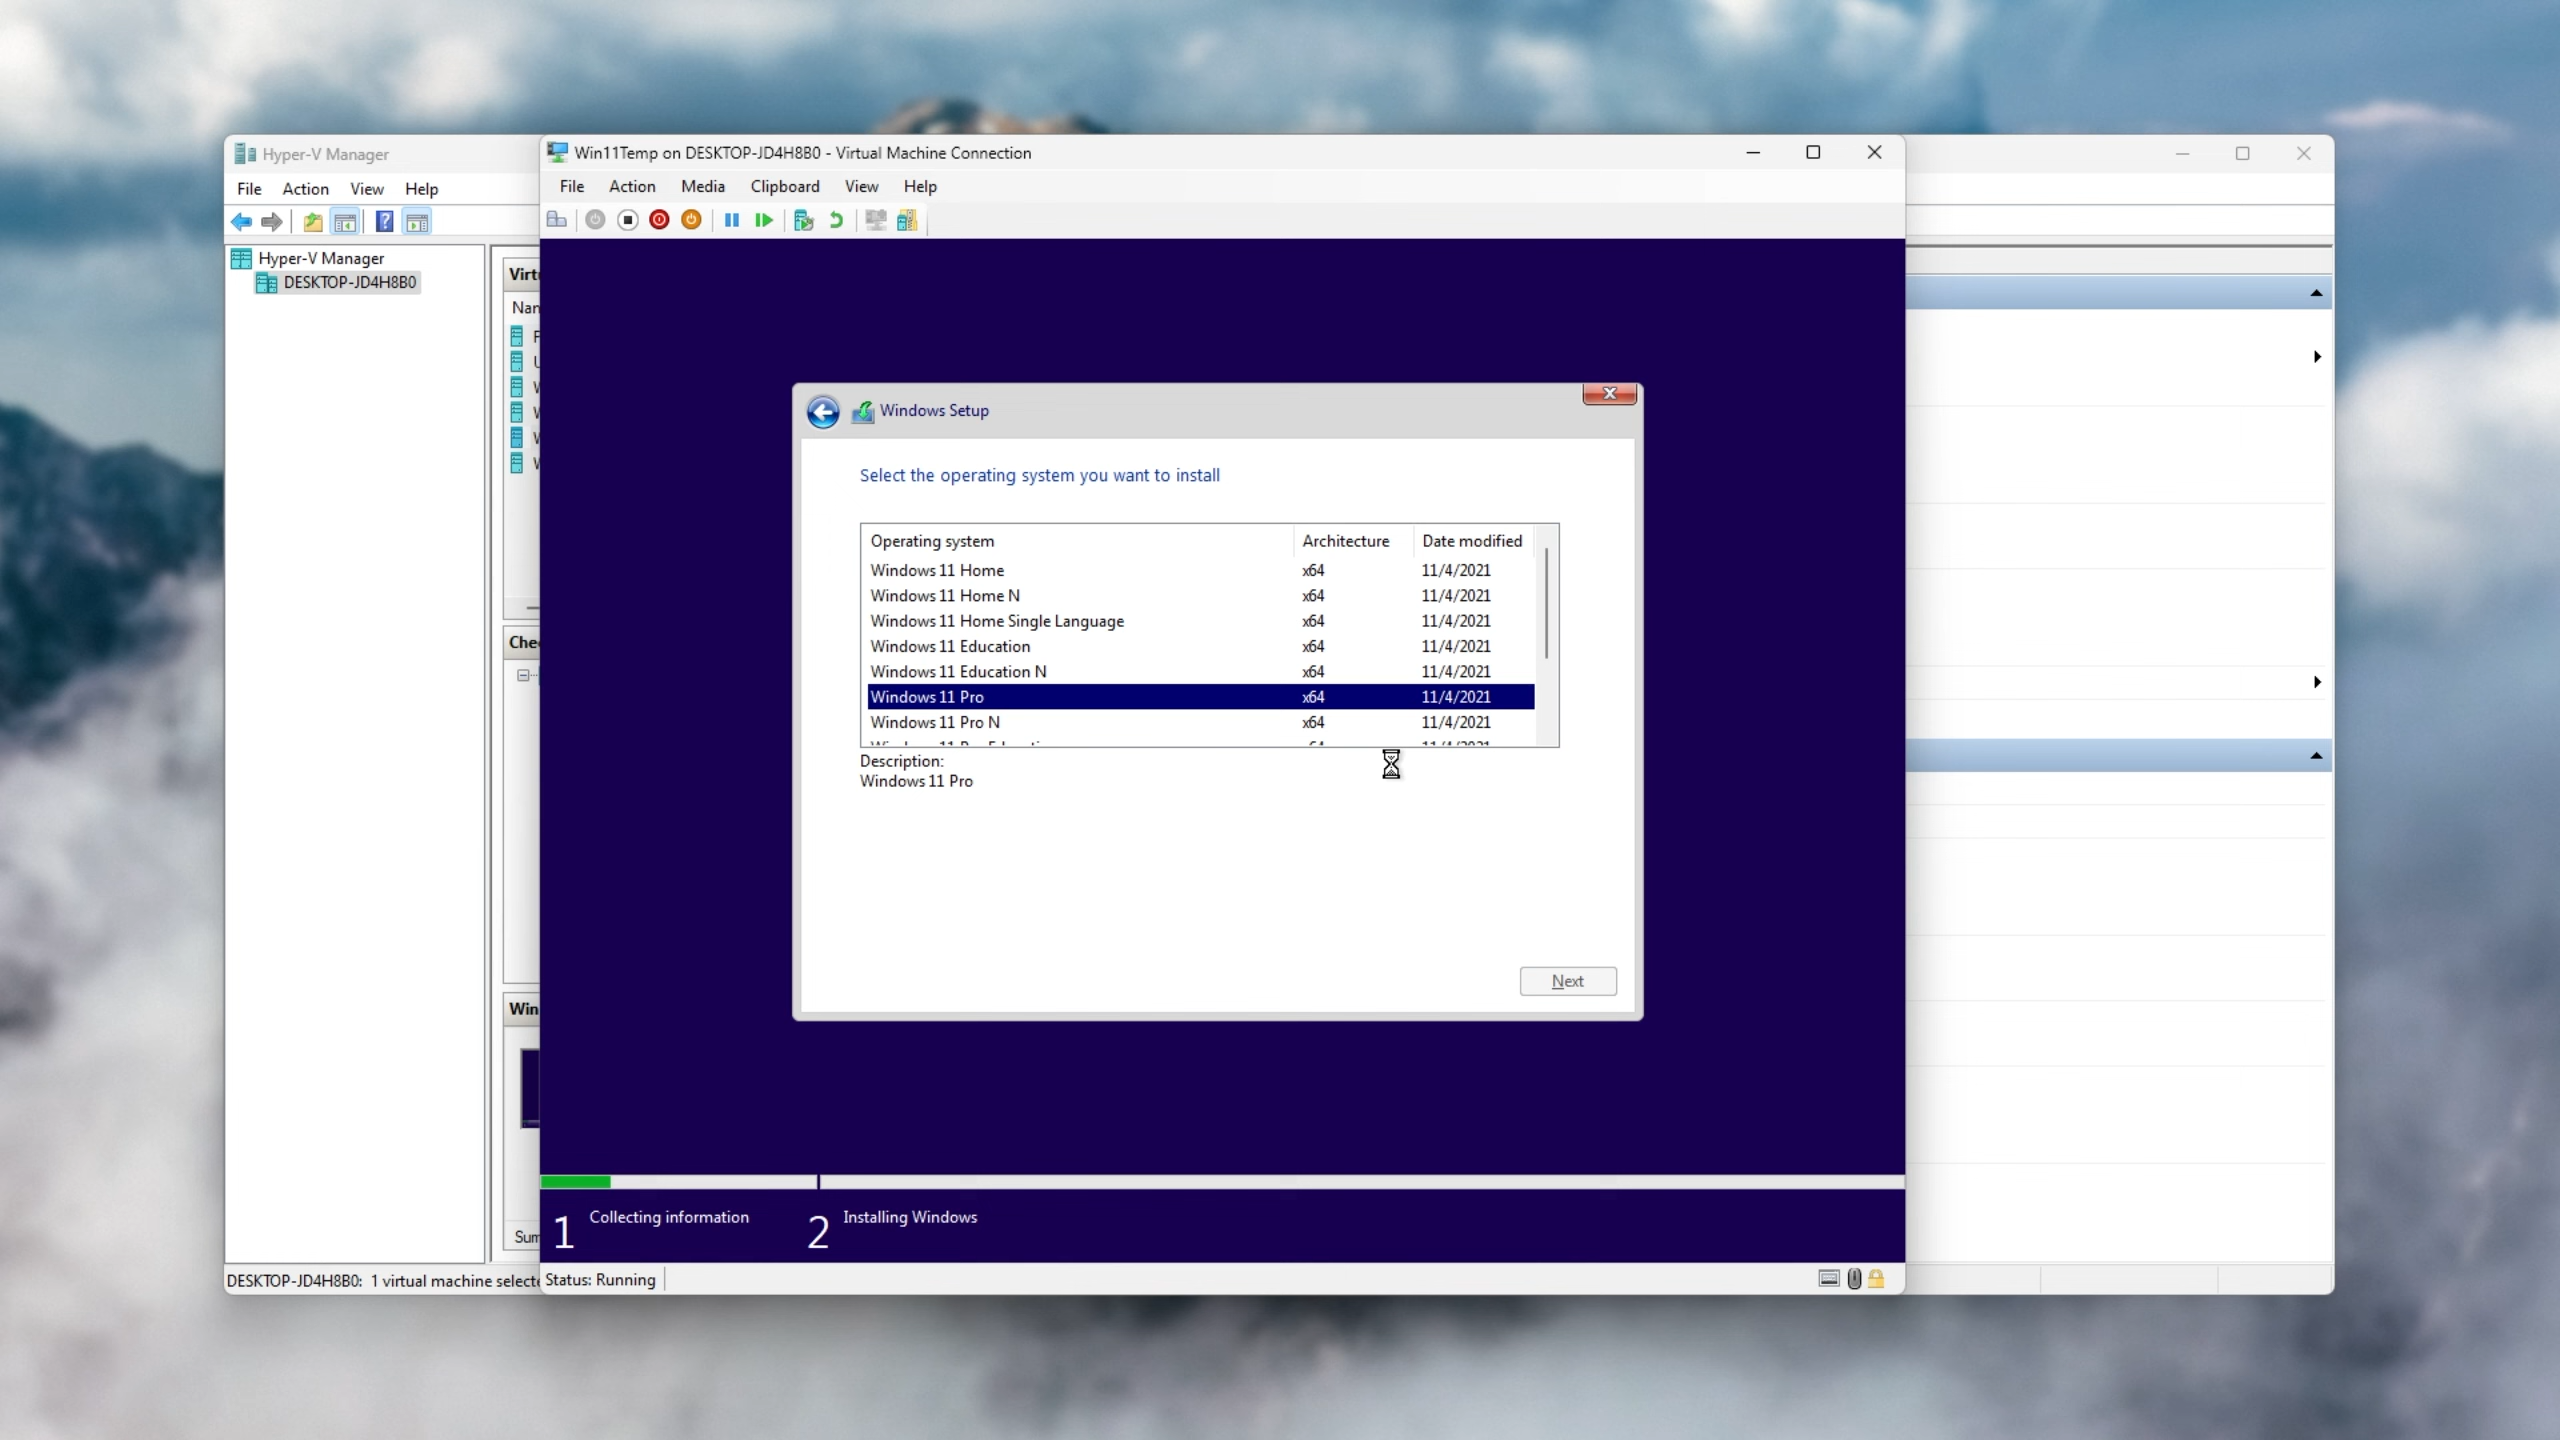 Hyper-V Manager
File Action View Help
Hyper-V Manager
DESKTOP-JD4H8B0
DESKTOP-JD4H8B0: 1 virtual machine
Win11Temp on DESKTOP-JD4H8B0 - Virtual Machine Connection
File Action Media Clipboard View Help
Windows Setup
Select the operating system you want to install
Operating system Architecture Date modified
Windows 11 Home x64 11/4/2021
Windows 11 Home N x64 11/4/2021
Windows 11 Home Single Language x64 11/4/2021
Windows 11 Education x64 11/4/2021
Windows 11 Education N x64 11/4/2021
Windows 11 Pro x64 11/4/2021
Windows 11 Pro N x64 11/4/2021
Description:
Windows 11 Pro
Next
1 Collecting information
2 Installing Windows
Status: Running